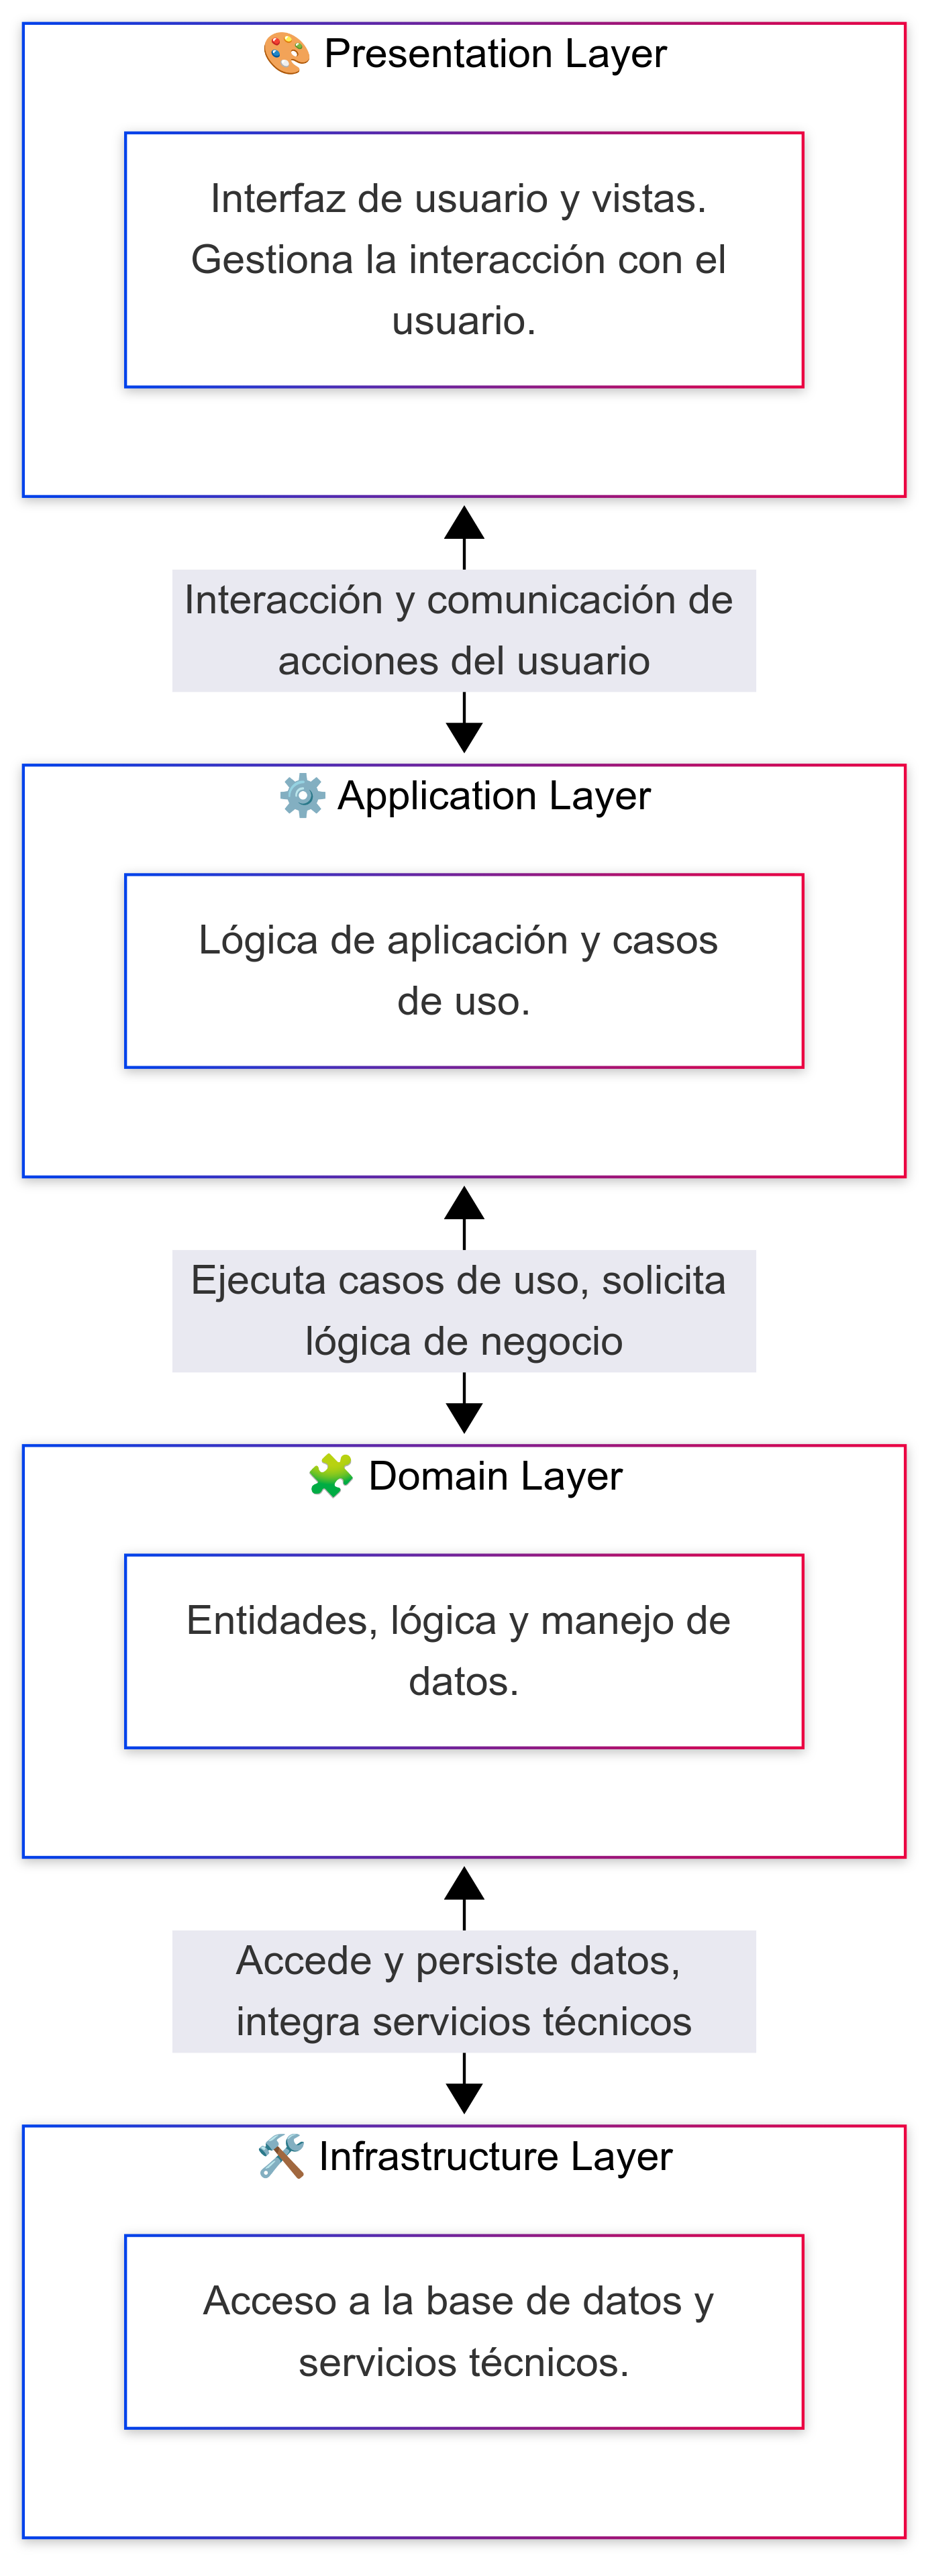 🎨 Presentation Layer
Interfaz de usuario y vistas.
Gestiona la interacción con el
usuario.
Interacción y comunicación de
acciones del usuario
⚙️ Application Layer
Lógica de aplicación y casos
de uso.
Ejecuta casos de uso, solicita
lógica de negocio
🧩 Domain Layer
Entidades, lógica y manejo de
datos.
Accede y persiste datos,
integra servicios técnicos
🛠️ Infrastructure Layer
Acceso a la base de datos y
servicios técnicos.